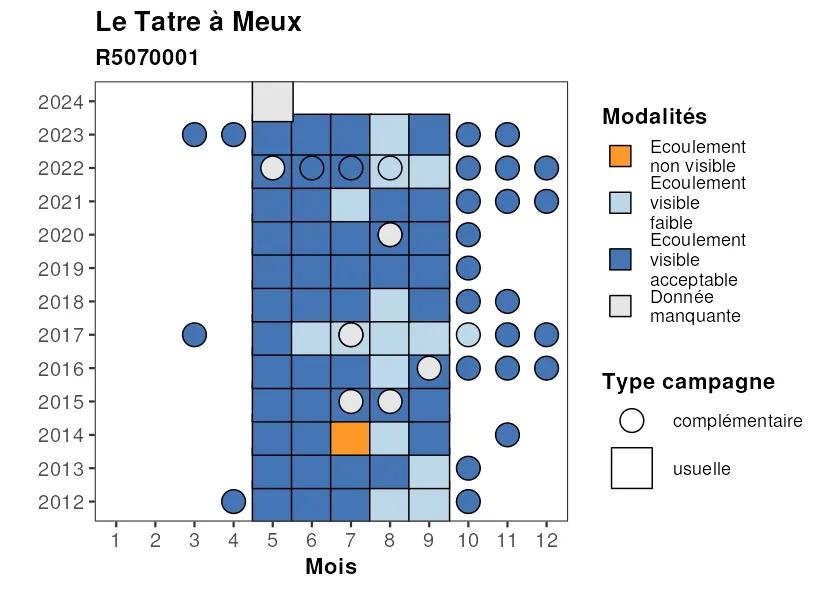 Le Tatre à Meux
R5070001
2024
2023
2022
2021
2020
2019
2018
2017
2016
2015
2014
2013
2012
1 2 3 4 5 6 7 8 9 10 11 12
Mois
Modalités
Ecoulement
non visible
Ecoulement
visible
faible
Ecoulement
visible
acceptable
Donnée
manquante
Type campagne
complémentaire
usuelle